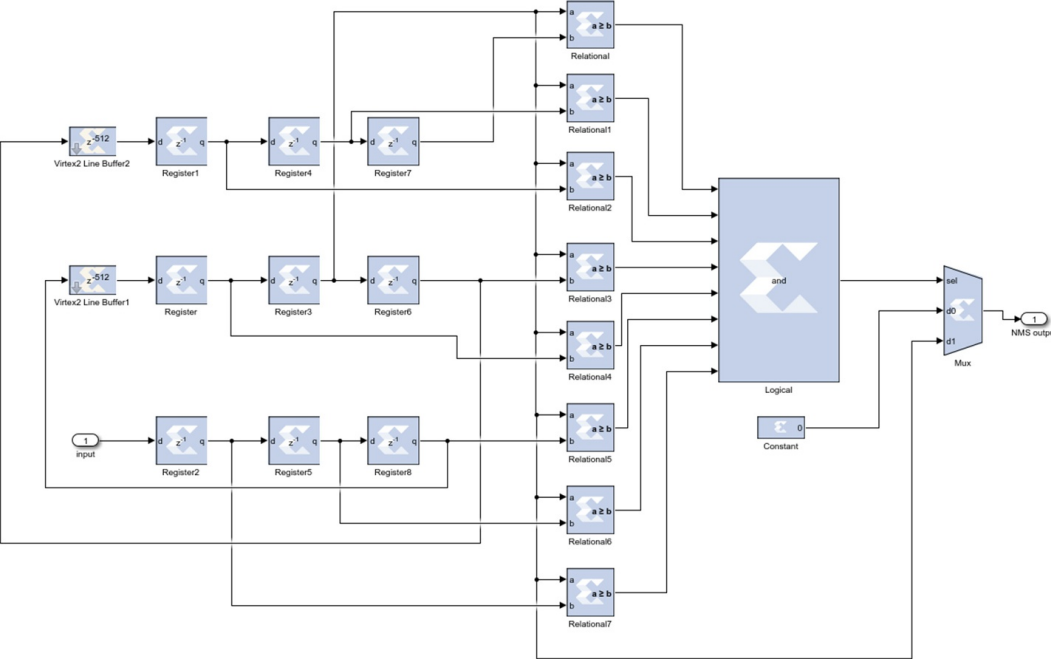 a
a ≥ b
b
Relational
a
a ≥ b
b
Relational1
z-512
Virtex2 Line Buffer2
d z-1 q
Register1
d z-1 q
Register4
d z-1 q
Register7
a
a ≥ b
b
Relational2
z-512
Virtex2 Line Buffer1
d z-1 q
Register
d z-1 q
Register3
d z-1 q
Register6
a
a ≥ b
b
Relational3
a
a ≥ b
b
Relational4
and
Logical
sel
d0
d1
Mux
1
NMS outpu
1
input
d z-1 q
Register2
d z-1 q
Register5
d z-1 q
Register8
a
a ≥ b
b
Relational5
0
Constant
a
a ≥ b
b
Relational6
a
a ≥ b
b
Relational7